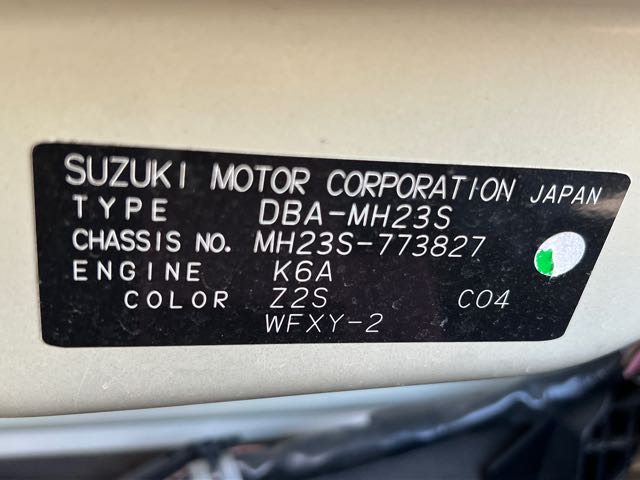 SUZUKI MOTOR CORPORATION JAPAN
TYPE DBA-MH23S
CHASSIS NO. MH23S-773827
ENGINE K6A
COLOR Z2S C04
WFXY-2